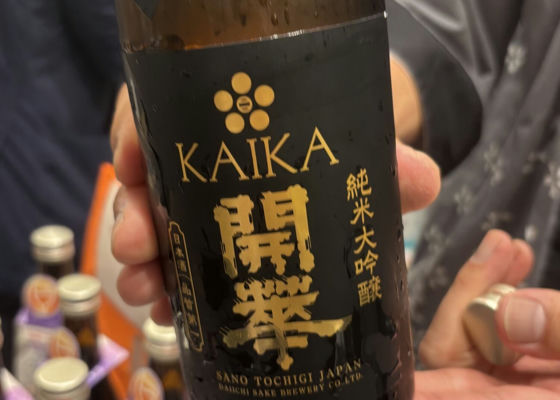 KAIKA
開華
純米大吟醸
SANO TOCHIGI JAPAN
DAIICHI SAKE BREWERY CO.,LTD.